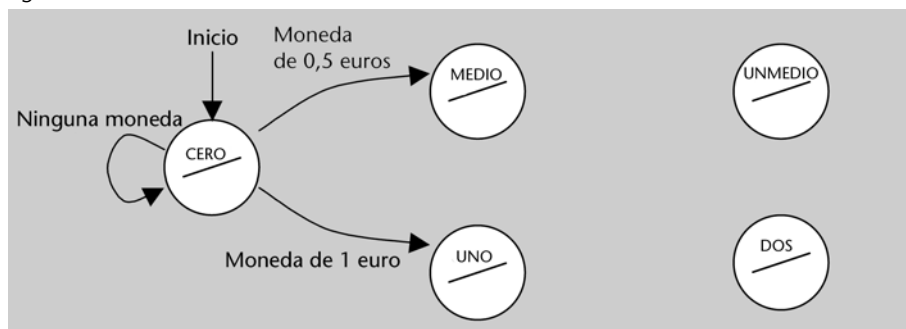 Inicio
Moneda
de 0,5 euros
MEDIO
UNMEDIO
Ninguna moneda
CERO
Moneda de 1 euro
UNO
DOS